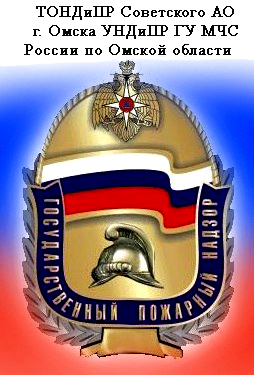 ТОНДиПР Советского АО
г. Омска УНДиПР ГУ МЧС
России по Омской области
ГОСУДАРСТВЕННЫЙ ПОЖАРНЫЙ НАДЗОР